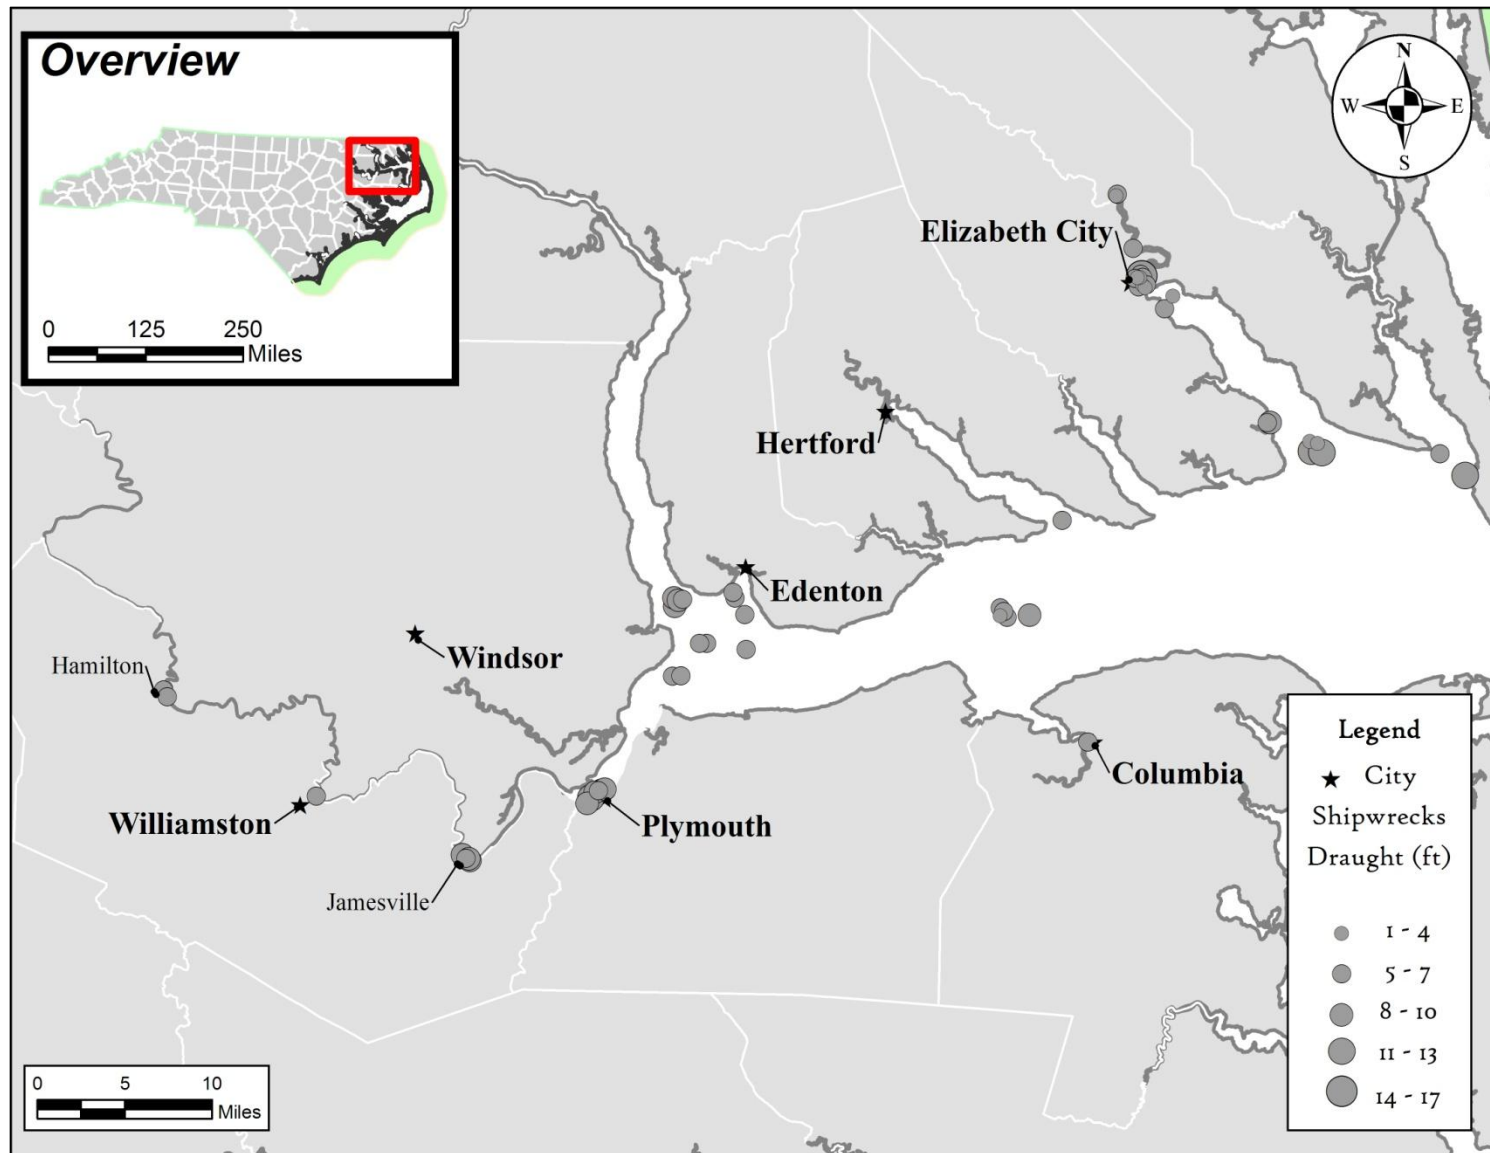 Overview
0 125 250
Miles
N
W E
S
Elizabeth City
Hertford
Edenton
Windsor
Hamilton
Columbia
Williamston
Plymouth
Jamesville
Legend
City
Shipwrecks
Draught (ft)
1 - 4
5 - 7
8 - 10
11 - 13
14 - 17
0 5 10
Miles